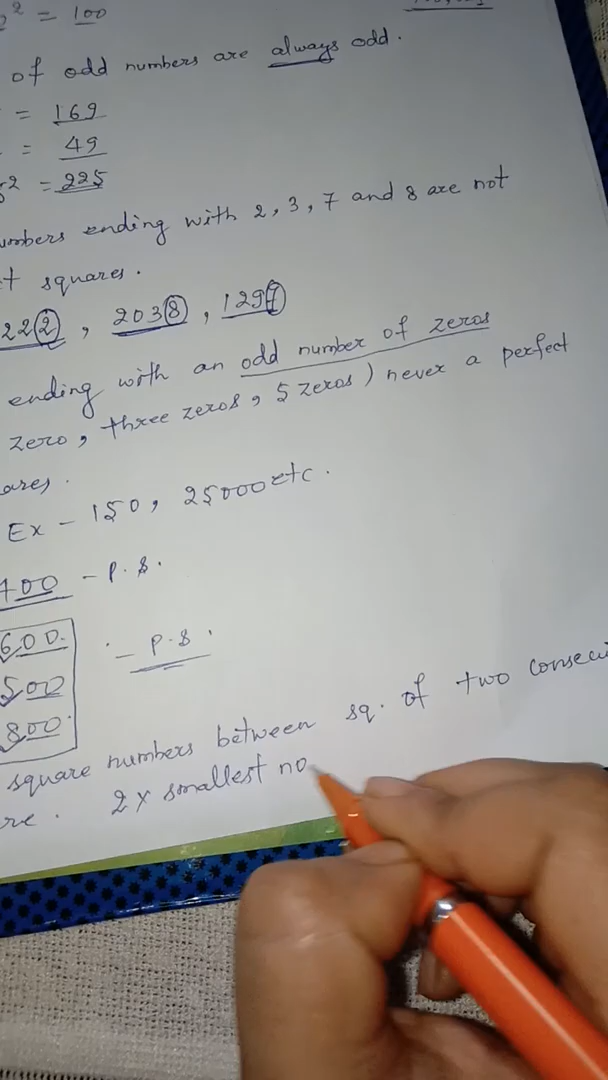 ² = 100
of odd numbers are always odd.
= 169
= 49
² = 225
umbers ending with 2, 3, 7 and 8 are not
t squares.
222, 2038, 1297
ending with an odd number of zeros
zero, three zeros, 5 zeros) never a perfect
ares.
Ex - 150, 25000 etc.
400 - P.S.
600. - P.S.
500
800.
square numbers between sq. of two consecu
re. 2x smallest no